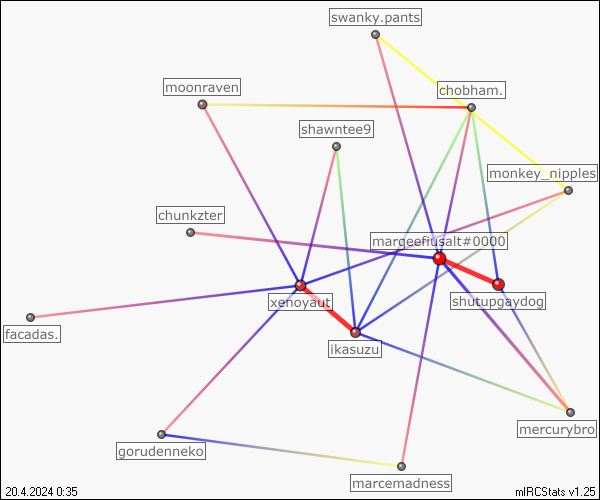 swanky.pants
moonraven
chobham.
shawntee9
monkey_nipples
chunkzter
margeefrusalt#0000
xenoyaut
shutupgaydog
facadas.
ikasuzu
mercurybro
gorudenneko
marcemadness
20.4.2024 0:35
mIRCStats v1.25